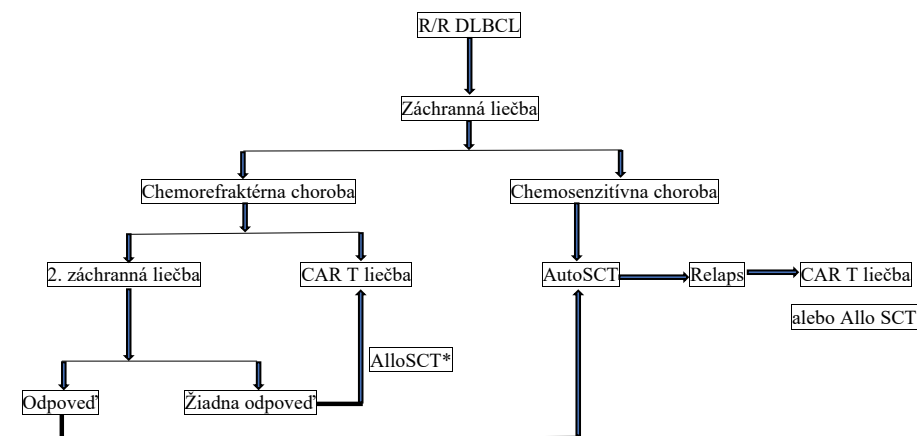 R/R DLBCL
Záchranná liečba
Chemorefraktérna choroba
Chemosenzitívna choroba
2. záchranná liečba
CAR T liečba
AutoSCT
Relaps
CAR T liečba
alebo Allo SCT
AlloSCT*
Odpoveď
Žiadna odpoveď